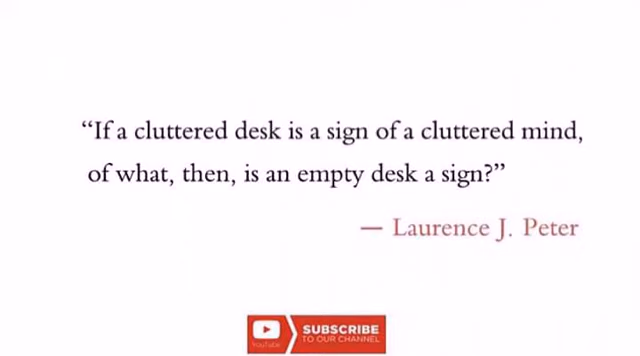 “If a cluttered desk is a sign of a cluttered mind,
of what, then, is an empty desk a sign?”
— Laurence J. Peter
SUBSCRIBE
TO OUR CHANNEL
YouTube